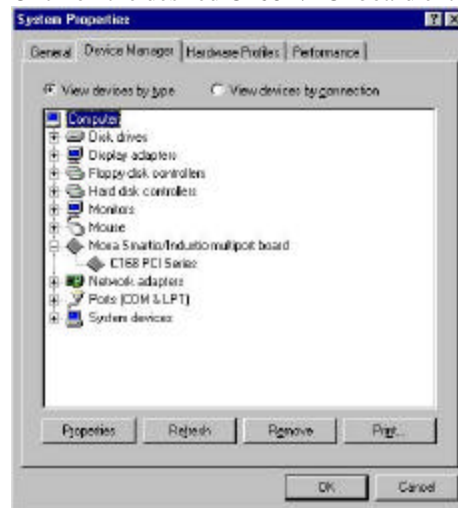 System Properties
General Device Manager Hardware Profiles Performance
View devices by type View devices by connection
Computer
Disk drives
Display adapters
Floppy disk controllers
Hard disk controllers
Monitors
Mouse
Moxa Smartio/Industio multiport board
C168 PCI Series
Network adapters
Ports (COM & LPT)
System devices
Properties Refresh Remove Print...
OK Cancel